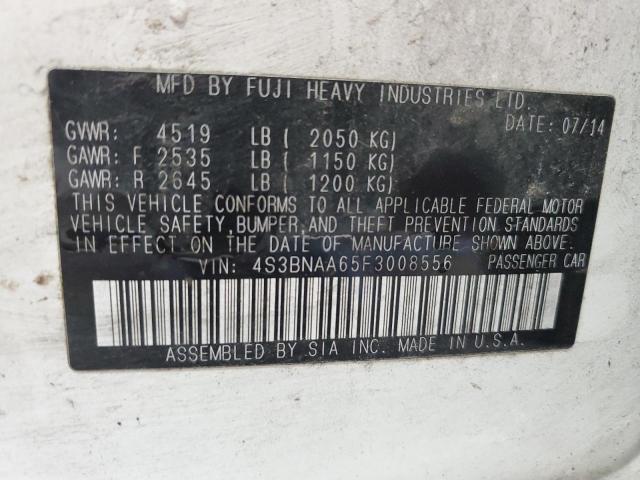 MFD BY FUJI HEAVY INDUSTRIES LTD.
DATE: 07/14
GVWR: 4519 LB ( 2050 KG)
GAWR: F 2535 LB ( 1150 KG)
GAWR: R 2645 LB ( 1200 KG)
THIS VEHICLE CONFORMS TO ALL APPLICABLE FEDERAL MOTOR
VEHICLE SAFETY,BUMPER,AND THEFT PREVENTION STANDARDS
IN EFFECT ON THE DATE OF MANUFACTURE SHOWN ABOVE.
VIN: 4S3BNAA65F3008556 PASSENGER CAR
ASSEMBLED BY SIA INC. MADE IN U.S.A.